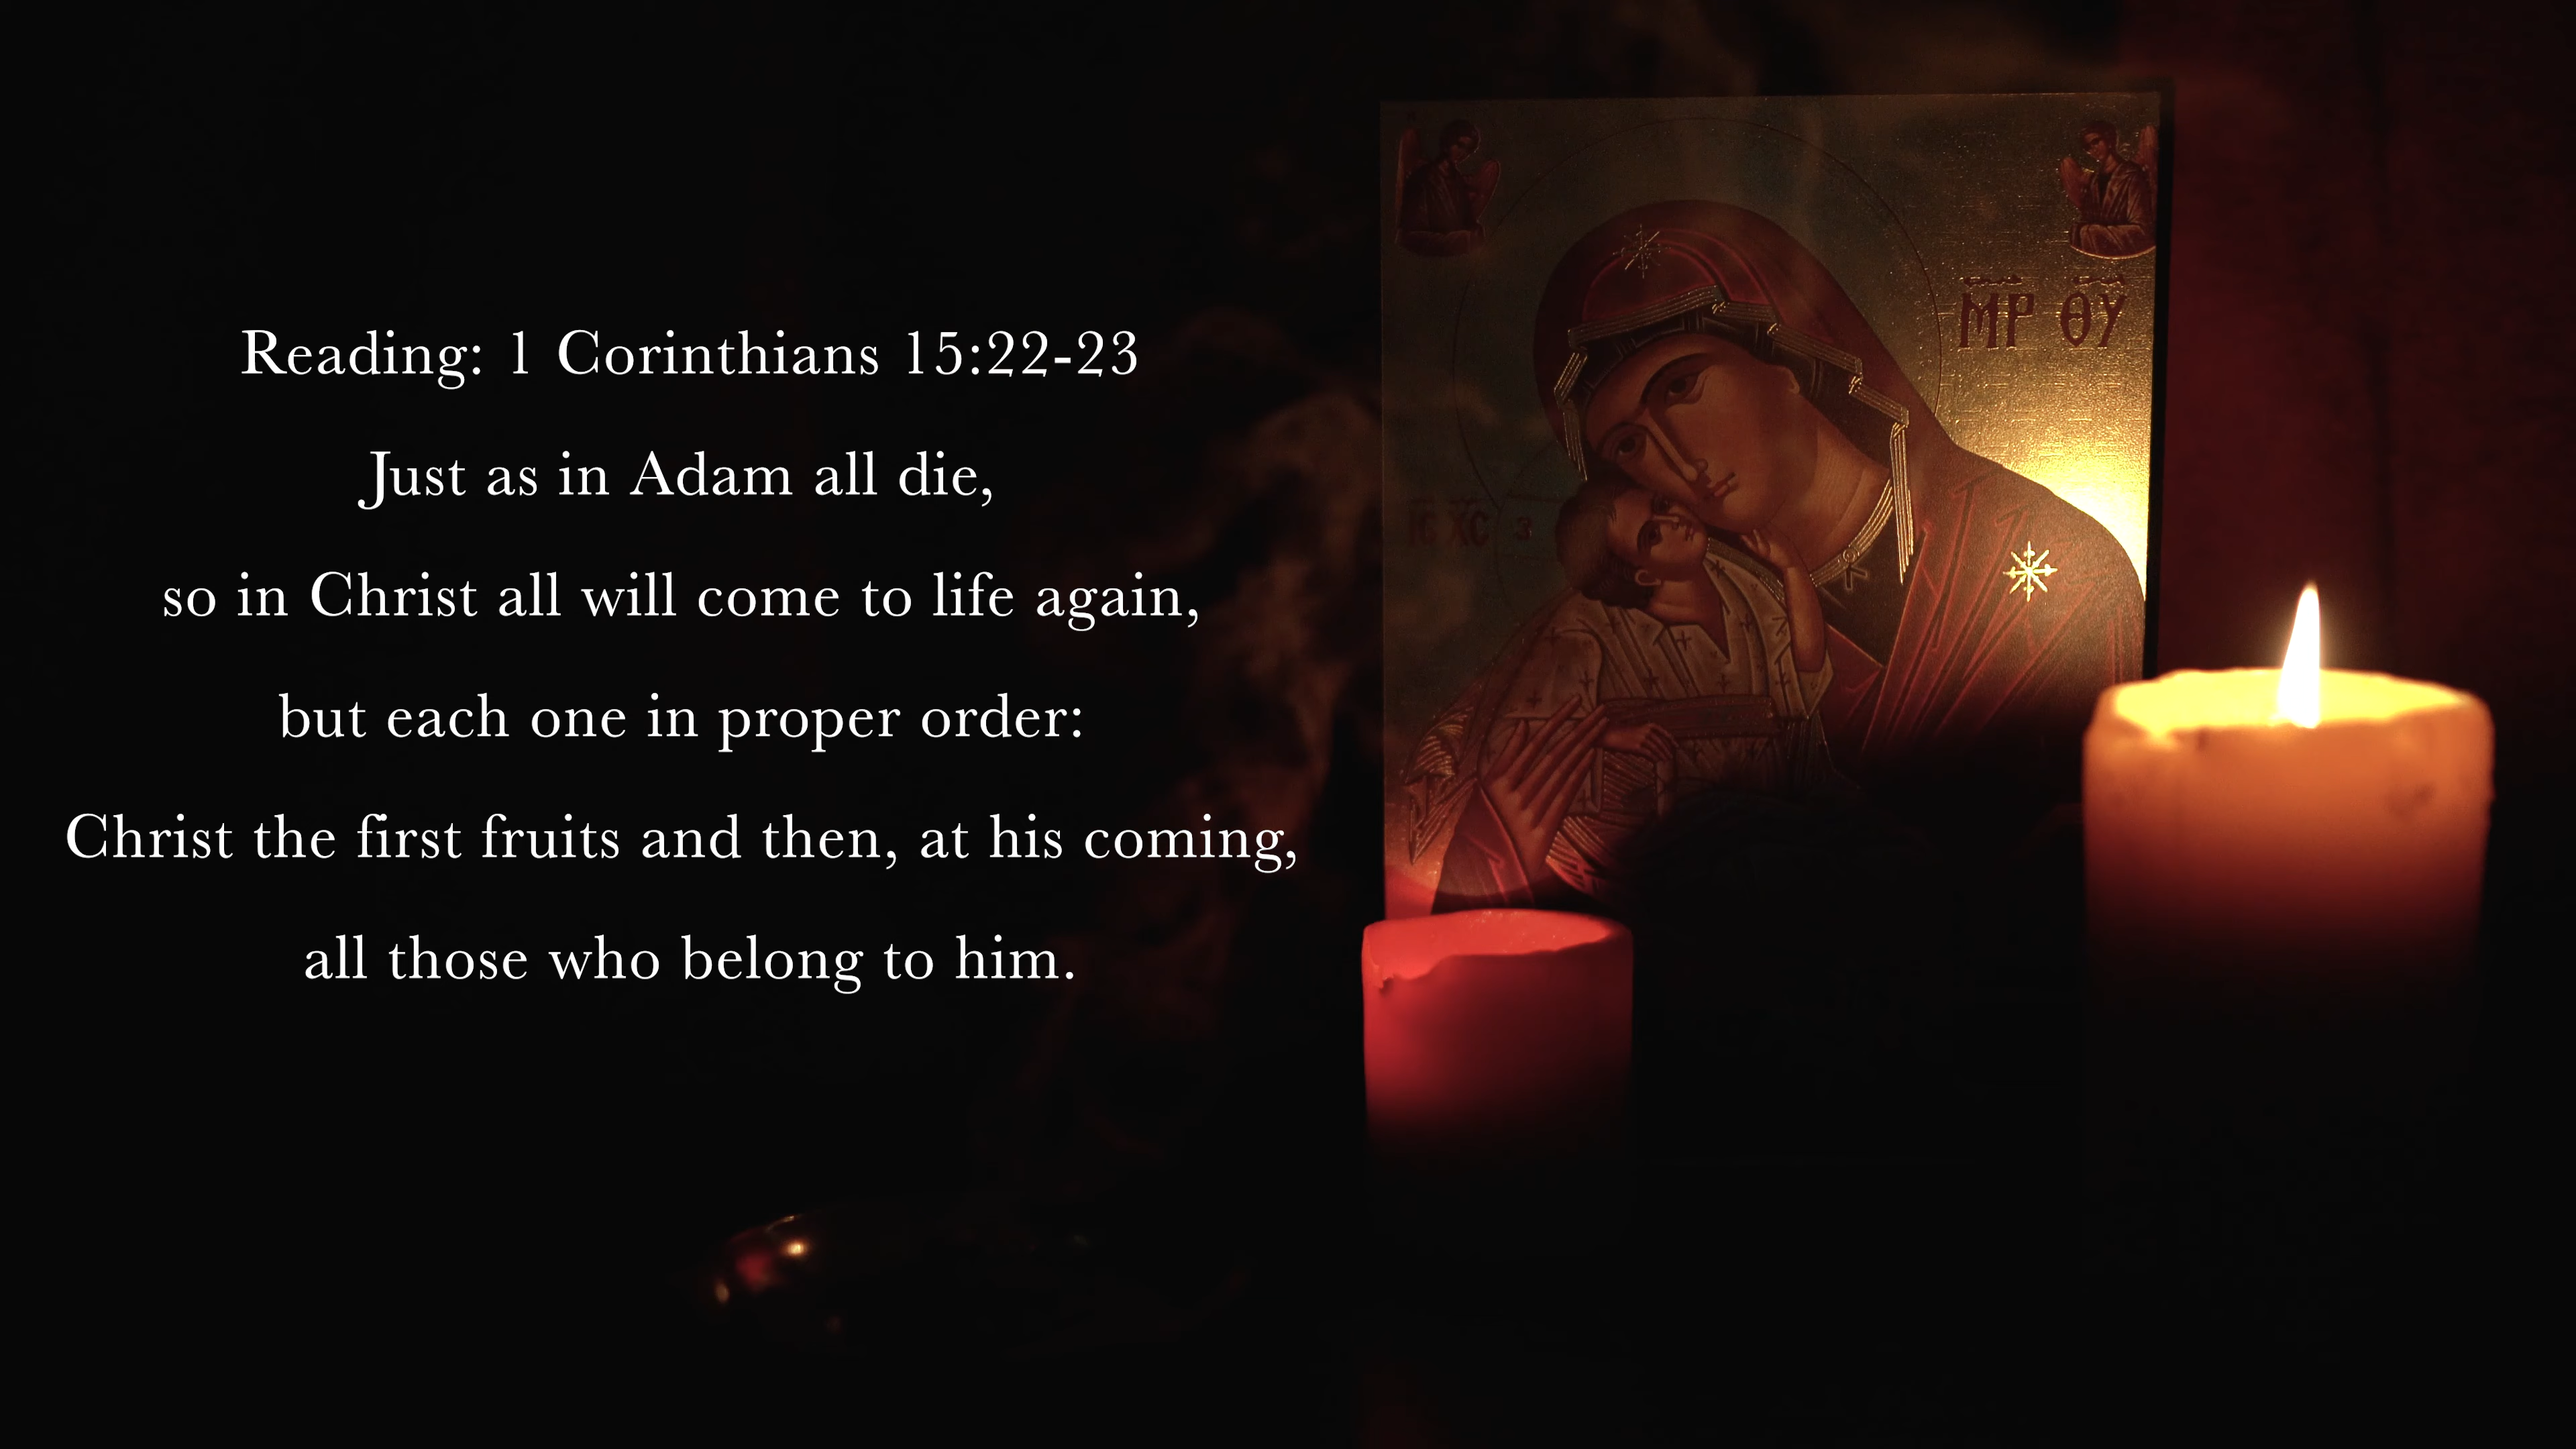 Reading: 1 Corinthians 15:22-23
Just as in Adam all die,
so in Christ all will come to life again,
but each one in proper order:
Christ the first fruits and then, at his coming,
all those who belong to him.
ΜΡ ΘΥ
IC XC